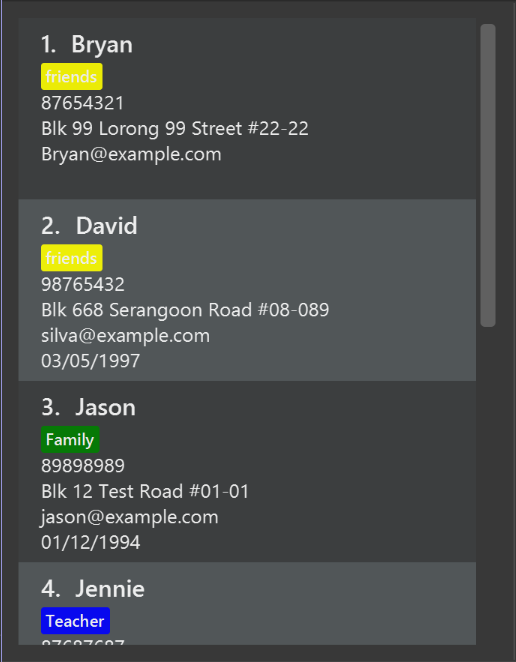 1. Bryan
friends
87654321
Blk 99 Lorong 99 Street #22-22
Bryan@example.com
2. David
friends
98765432
Blk 668 Serangoon Road #08-089
silva@example.com
03/05/1997
3. Jason
Family
89898989
Blk 12 Test Road #01-01
jason@example.com
01/12/1994
4. Jennie
Teacher